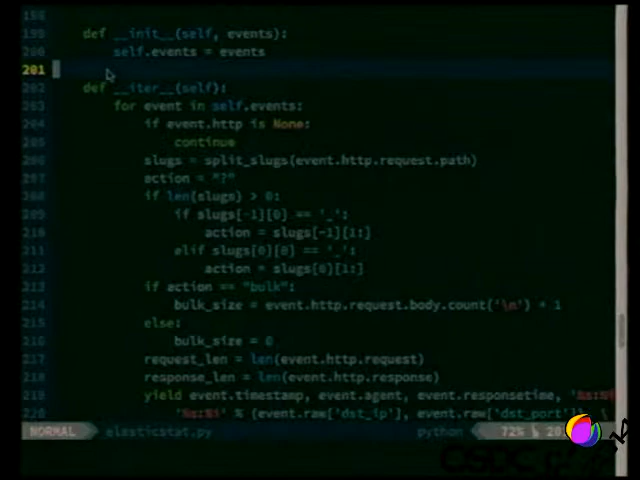 198
199 def __init__(self, events):
200 self.events = events
201
202 def __iter__(self):
203 for event in self.events:
204 if event.http is None:
205 continue
206 slugs = split_slugs(event.http.request.path)
207 action = "?"
208 if len(slugs) > 0:
209 if slugs[-1][0] == '_':
210 action = slugs[-1][1:]
211 elif slugs[0][0] == '_':
212 action = slugs[0][1:]
213 if action == "bulk":
214 bulk_size = event.http.request.body.count('\n') + 1
215 else:
216 bulk_size = 0
217 request_len = len(event.http.request)
218 response_len = len(event.http.response)
219 yield event.timestamp, event.agent, event.responsetime, '%s:%i
220 '%s:%i' % (event.raw['dst_ip'], event.raw['dst_port']), \
NORMAL elasticstat.py python 72%
OSDC